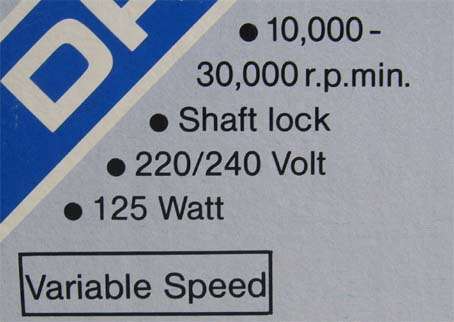 ● 10,000-
30,000 r.p.min.
● Shaft lock
● 220/240 Volt
● 125 Watt
Variable Speed